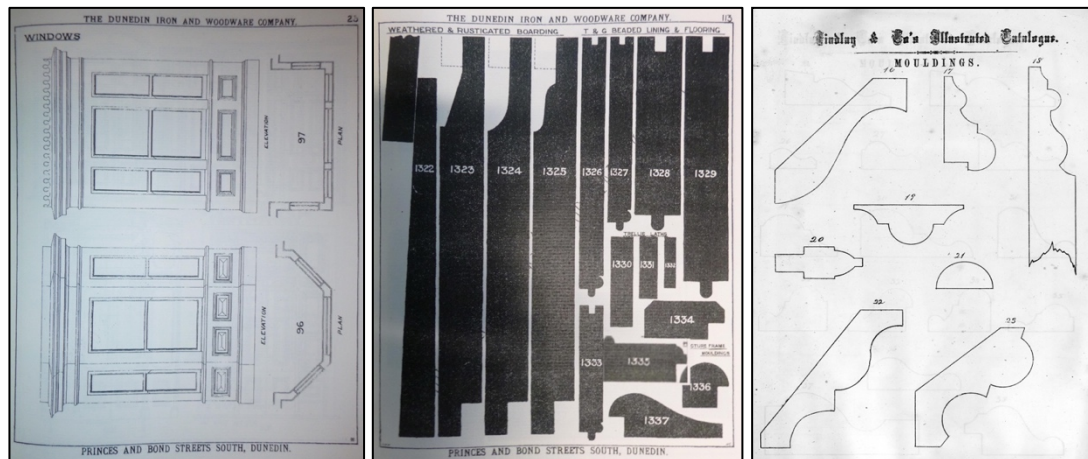 THE DUNEDIN IRON AND WOODWARE COMPANY. 25
WINDOWS
ELEVATION
97
PLAN
ELEVATION
96
PLAN
PRINCES AND BOND STREETS SOUTH, DUNEDIN.
THE DUNEDIN IRON AND WOODWARE COMPANY. 113
WEATHERED & RUSTICATED BOARDING T & G BEADED LINING & FLOORING
1322 1323 1324 1325 1326 1327 1328 1329
TRELLIS LATHS
1330 1331
1334
1333 1335
MOULDINGS
1336
1337
PRINCES AND BOND STREETS SOUTH, DUNEDIN.
Findlay & Co's Illustrated Catalogue.
MOULDINGS.
16 17 18
19
20
21
22